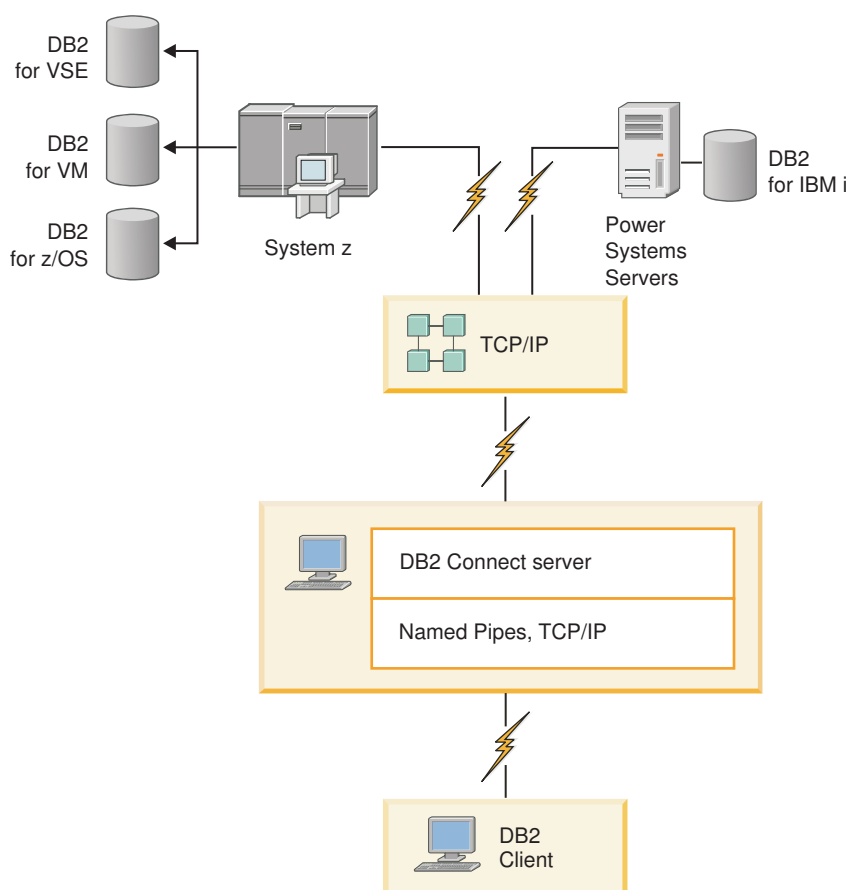 DB2
for VSE
DB2
for VM
DB2
for z/OS
System z
Power
Systems
Servers
DB2
for IBM i
TCP/IP
DB2 Connect server
Named Pipes, TCP/IP
DB2
Client